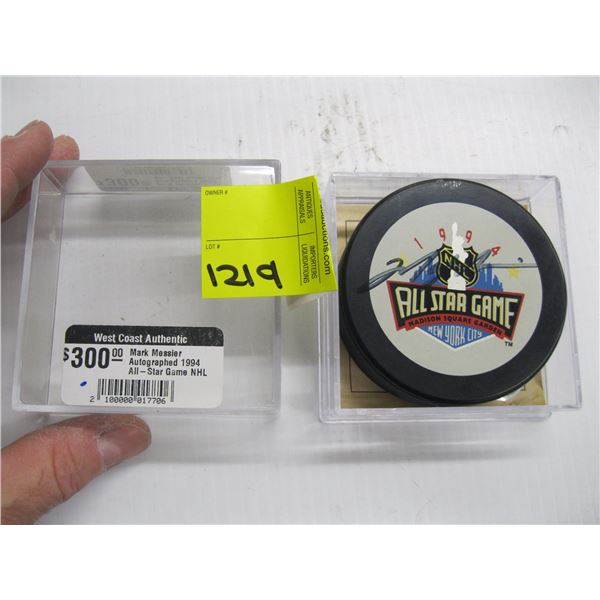 OWNER #
ANTIQUES
APPRAISALS
IMPORTERS
LIQUIDATIONS
LOT #
1219
West Coast Authentic
$300.00
Mark Messier
Autographed 1994
All-Star Game NHL
2 100000 017706
1994
NHL
ALL STAR GAME
MADISON SQUARE GARDEN
NEW YORK CITY
TM